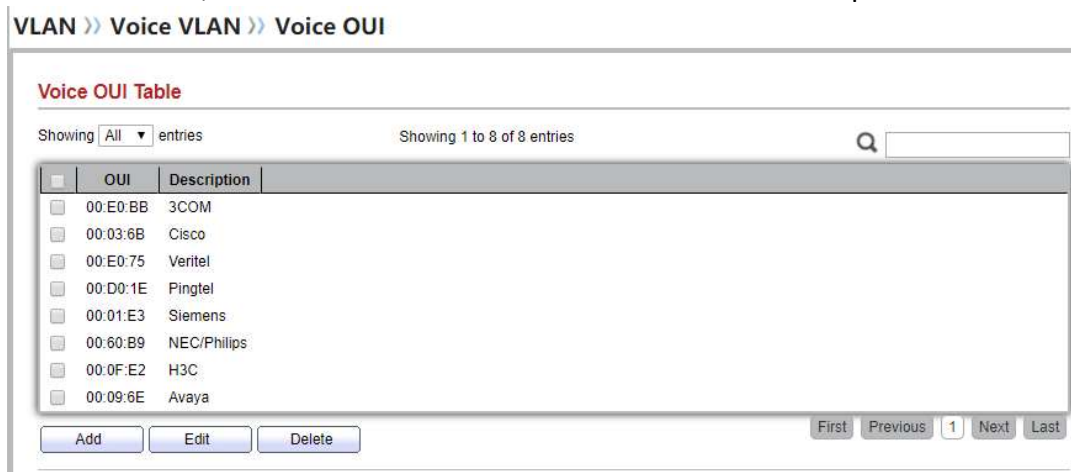 VLAN 》 Voice VLAN 》 Voice OUI
Voice OUI Table
Showing All ▼ entries Showing 1 to 8 of 8 entries
OUI Description
00:E0:BB 3COM
00:03:6B Cisco
00:E0:75 Veritel
00:D0:1E Pingtel
00:01:E3 Siemens
00:60:B9 NEC/Philips
00:0F:E2 H3C
00:09:6E Avaya
Add Edit Delete First Previous 1 Next Last